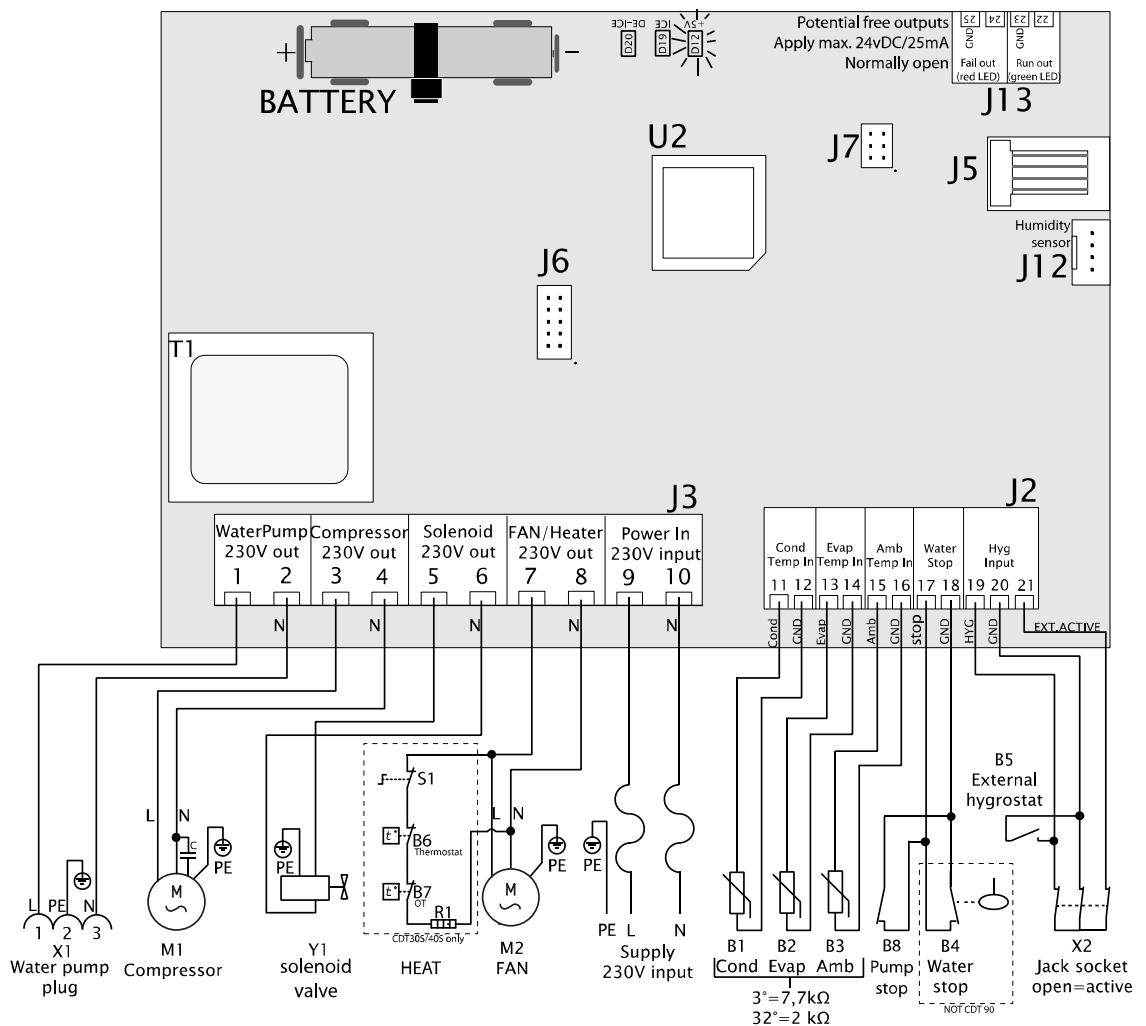 +
-
BATTERY
DE-ICE
ICE
+5V
D20
D19
D12
Potential free outputs
Apply max. 24vDC/25mA
Normally open
25
24
23
22
GND
GND
Fail out
(red LED)
Run out
(green LED)
J13
U2
J7
J5
Humidity
sensor
J12
J6
T1
J3
WaterPump
230V out
Compressor
230V out
Solenoid
230V out
FAN/Heater
230V out
Power In
230V input
1 2 3 4 5 6 7 8 9 10
N N N N N
J2
Cond
Temp In
Evap
Temp In
Amb
Temp In
Water
Stop
Hyg
Input
11 12 13 14 15 16 17 18 19 20 21
Cond
GND
Evap
GND
Amb
GND
stop
GND
HYG
GND
EXT.ACTIVE
L PE N
1 2 3
X1
Water pump
plug
L N
C
PE
M
~
M1
Compressor
PE
Y1
solenoid
valve
S1
t°
B6
Thermostat
t°
B7
OT
R1
CDT30S/40S only
HEAT
L N
M
~
PE
M2
FAN
PE
PE L N
Supply
230V input
B1
Cond
B2
Evap
B3
Amb
3°=7,7kΩ
32°=2 kΩ
B8
Pump
stop
B4
Water
stop
NOT CDT 90
B5
External
hygrostat
X2
Jack socket
open=active